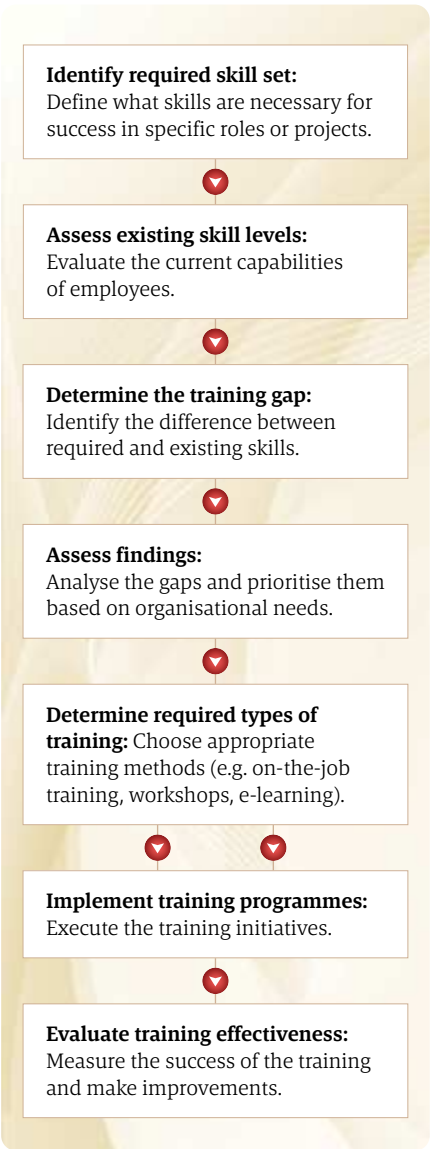 Identify required skill set:
Define what skills are necessary for
success in specific roles or projects.
Assess existing skill levels:
Evaluate the current capabilities
of employees.
Determine the training gap:
Identify the difference between
required and existing skills.
Assess findings:
Analyse the gaps and prioritise them
based on organisational needs.
Determine required types of
training: Choose appropriate
training methods (e.g. on-the-job
training, workshops, e-learning).
Implement training programmes:
Execute the training initiatives.
Evaluate training effectiveness:
Measure the success of the training
and make improvements.